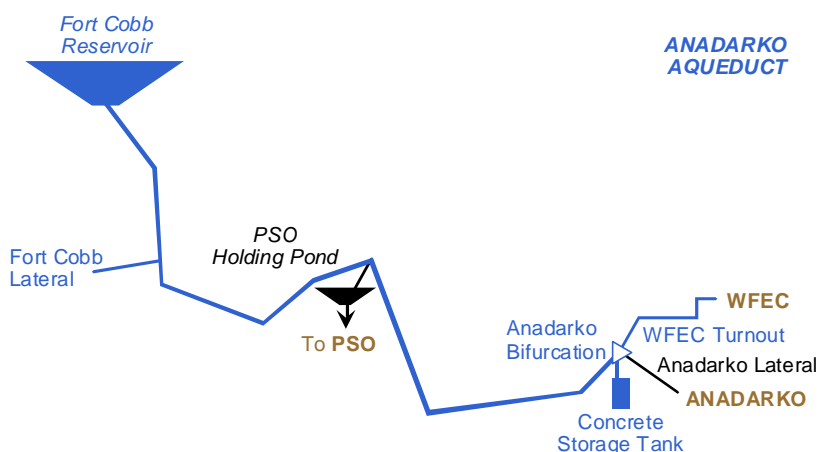 Fort Cobb
Reservoir
ANADARKO
AQUEDUCT
PSO
Holding Pond
Fort Cobb
Lateral
To PSO
WFEC
Anadarko
Bifurcation
WFEC Turnout
Anadarko Lateral
ANADARKO
Concrete
Storage Tank